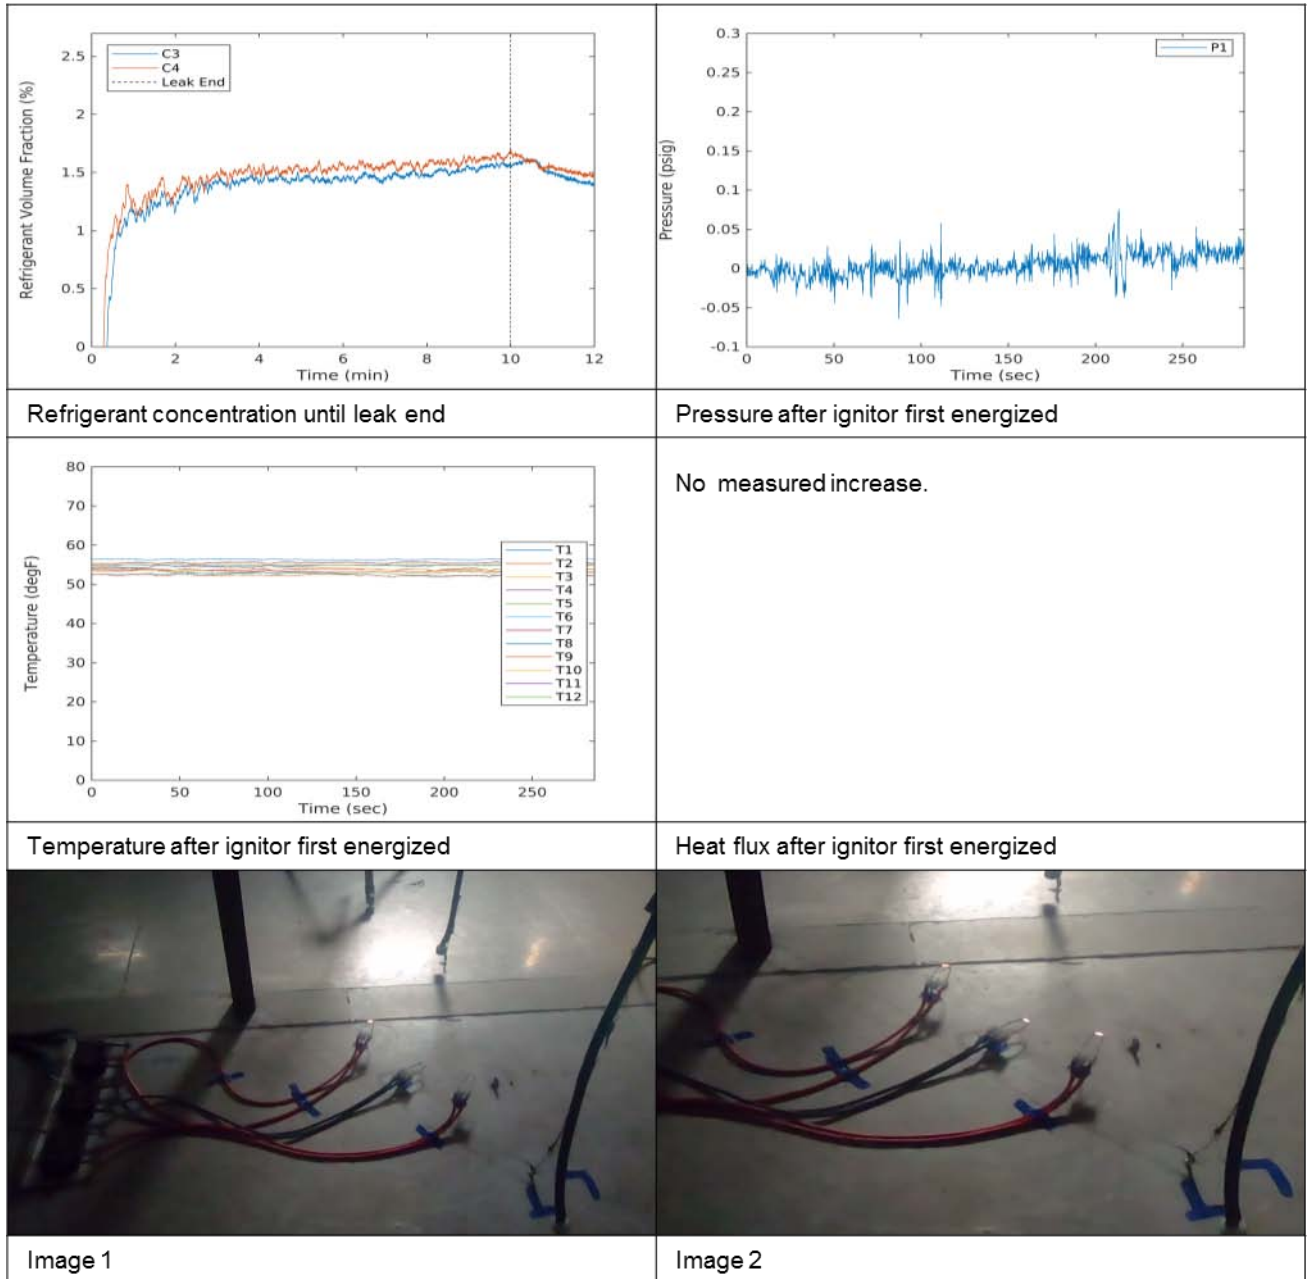 C3
C4
Leak End
Refrigerant Volume Fraction (%)
2.5
2
1.5
1
0.5
0
0 2 4 6 8 10 12
Time (min)
P1
Pressure (psig)
0.3
0.25
0.2
0.15
0.1
0.05
0
-0.05
-0.1
0 50 100 150 200 250
Time (sec)
Refrigerant concentration until leak end
Pressure after ignitor first energized
Temperature (degF)
80
70
60
50
40
30
20
10
0
T1
T2
T3
T4
T5
T6
T7
T8
T9
T10
T11
T12
0 50 100 150 200 250
Time (sec)
No measured increase.
Temperature after ignitor first energized
Heat flux after ignitor first energized
Image 1
Image 2